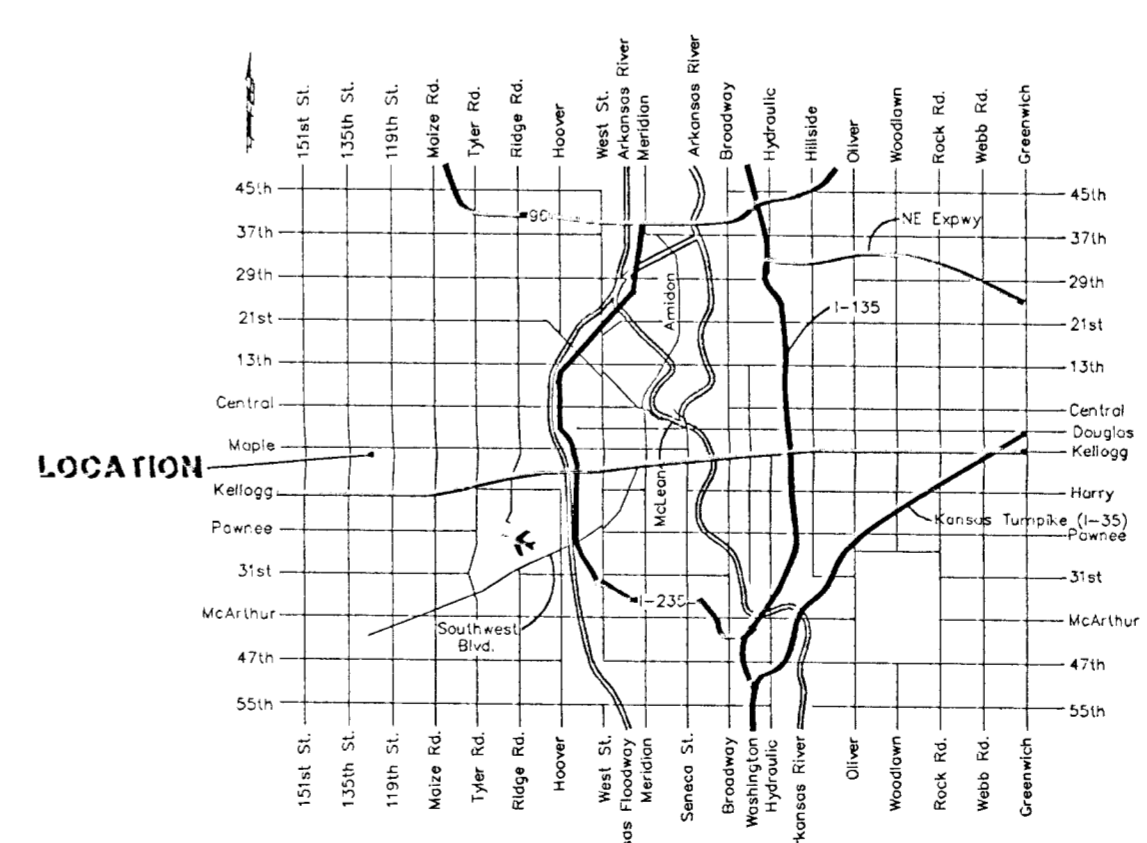 151st St.
135th St.
119th St.
Maize Rd.
Tyler Rd.
Ridge Rd.
Hoover
West St.
Arkansas River
Meridian
Arkansas River
Broadway
Hydraulic
Hillside
Oliver
Woodlawn
Rock Rd.
Webb Rd.
Greenwich
45th
37th
29th
21st
13th
Central
Maple
Kellogg
Pawnee
31st
McArthur
47th
55th
LOCATION
96
NE Expwy
Amidon
I-135
McLean
Kansas Turnpike (I-35)
I-235
Southwest
Blvd.
45th
37th
29th
21st
13th
Central
Douglas
Kellogg
Harry
Pawnee
31st
McArthur
47th
55th
151st St.
135th St.
119th St.
Maize Rd.
Tyler Rd.
Ridge Rd.
Hoover
West St.
sas Floodway
Meridian
Seneca St.
Broadway
Washington
Hydraulic
rkansas River
Oliver
Woodlawn
Rock Rd.
Webb Rd.
Greenwich